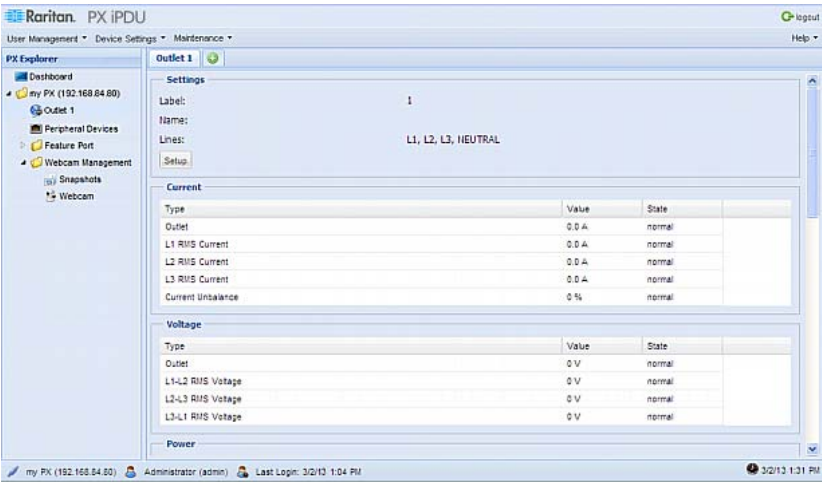 Raritan. PX iPDU
logout
User Management Device Settings Maintenance
Help
PX Explorer
Dashboard
my PX (192.168.84.80)
Outlet 1
Peripheral Devices
Feature Port
Webcam Management
Snapshots
Webcam
Outlet 1
Settings
Label: 1
Name:
Lines: L1, L2, L3, NEUTRAL
Setup
Current
Type Value State
Outlet 0.0 A normal
L1 RMS Current 0.0 A normal
L2 RMS Current 0.0 A normal
L3 RMS Current 0.0 A normal
Current Unbalance 0 % normal
Voltage
Type Value State
Outlet 0 V normal
L1-L2 RMS Voltage 0 V normal
L2-L3 RMS Voltage 0 V normal
L3-L1 RMS Voltage 0 V normal
Power
my PX (192.168.84.80) Administrator (admin) Last Login: 3/2/13 1:04 PM
3/2/13 1:31 PM